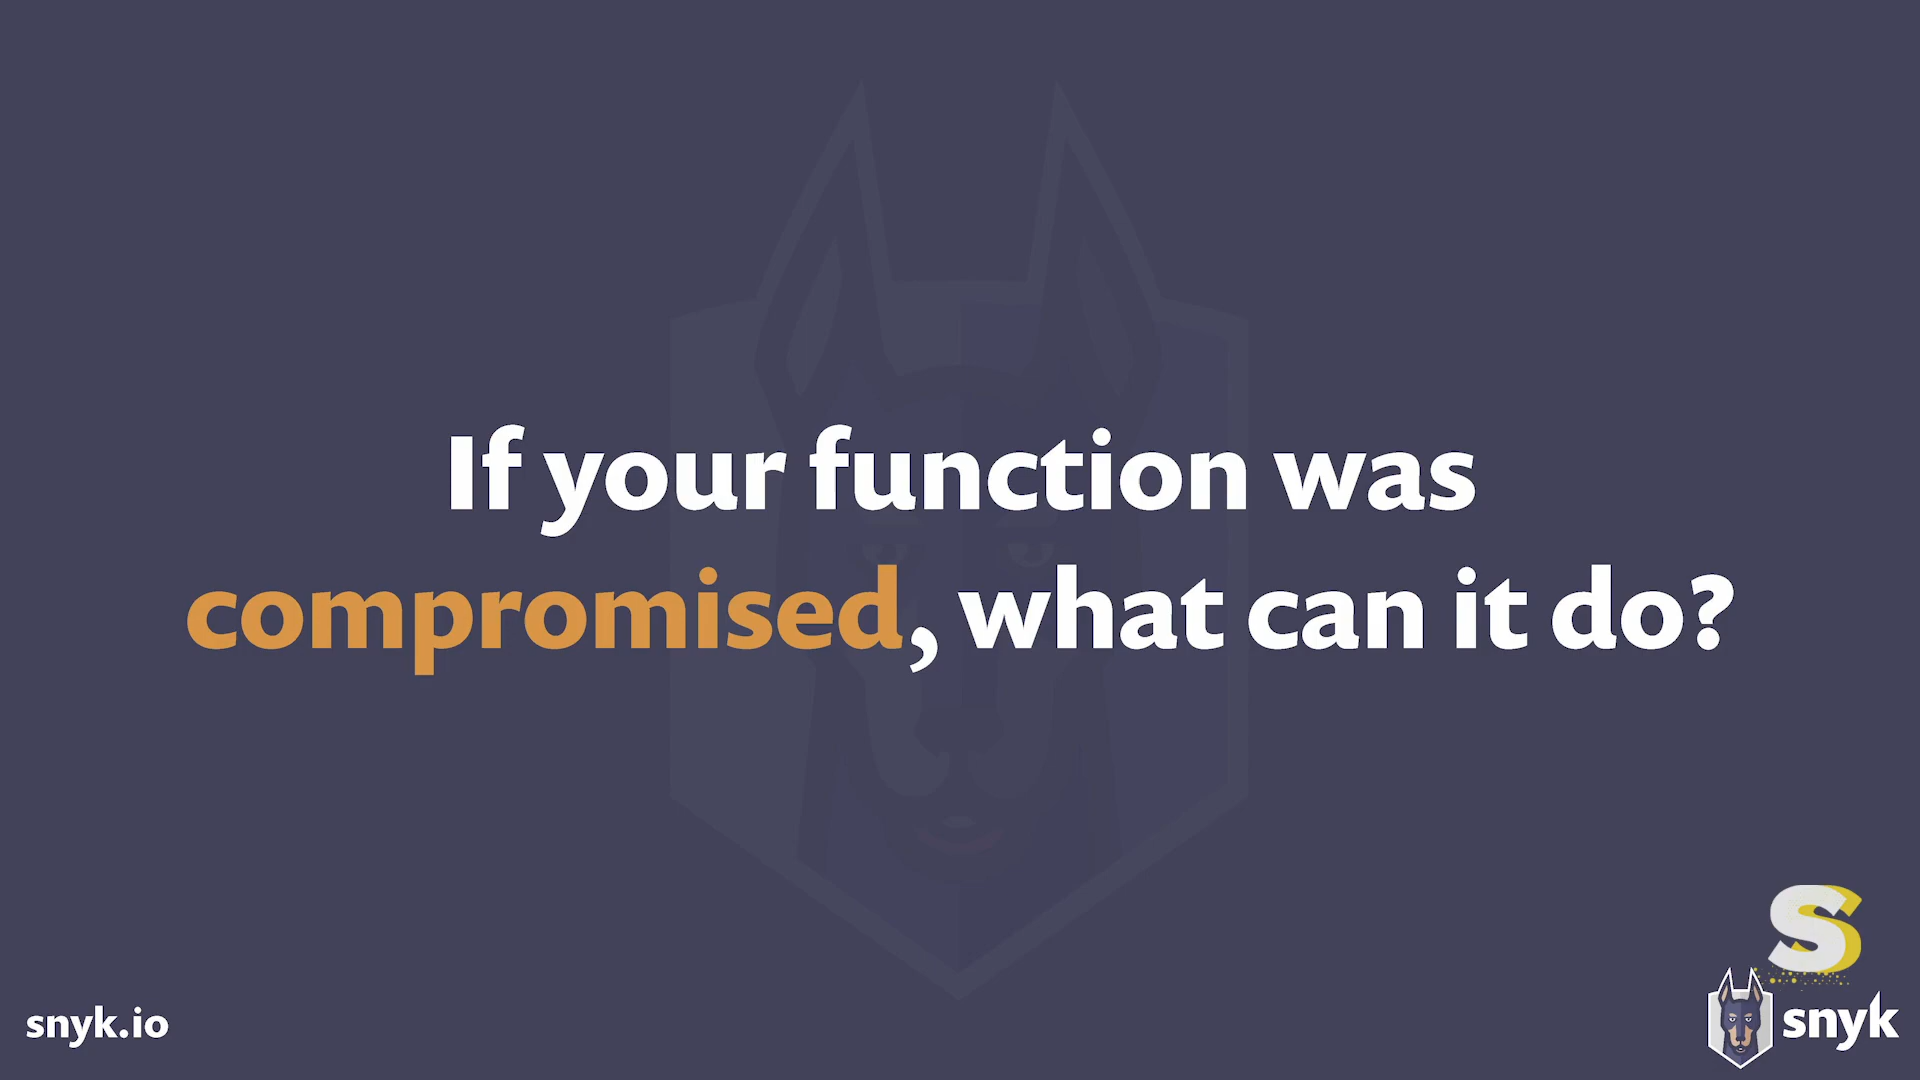 If your function was
compromised, what can it do?
S
snyk.io
snyk